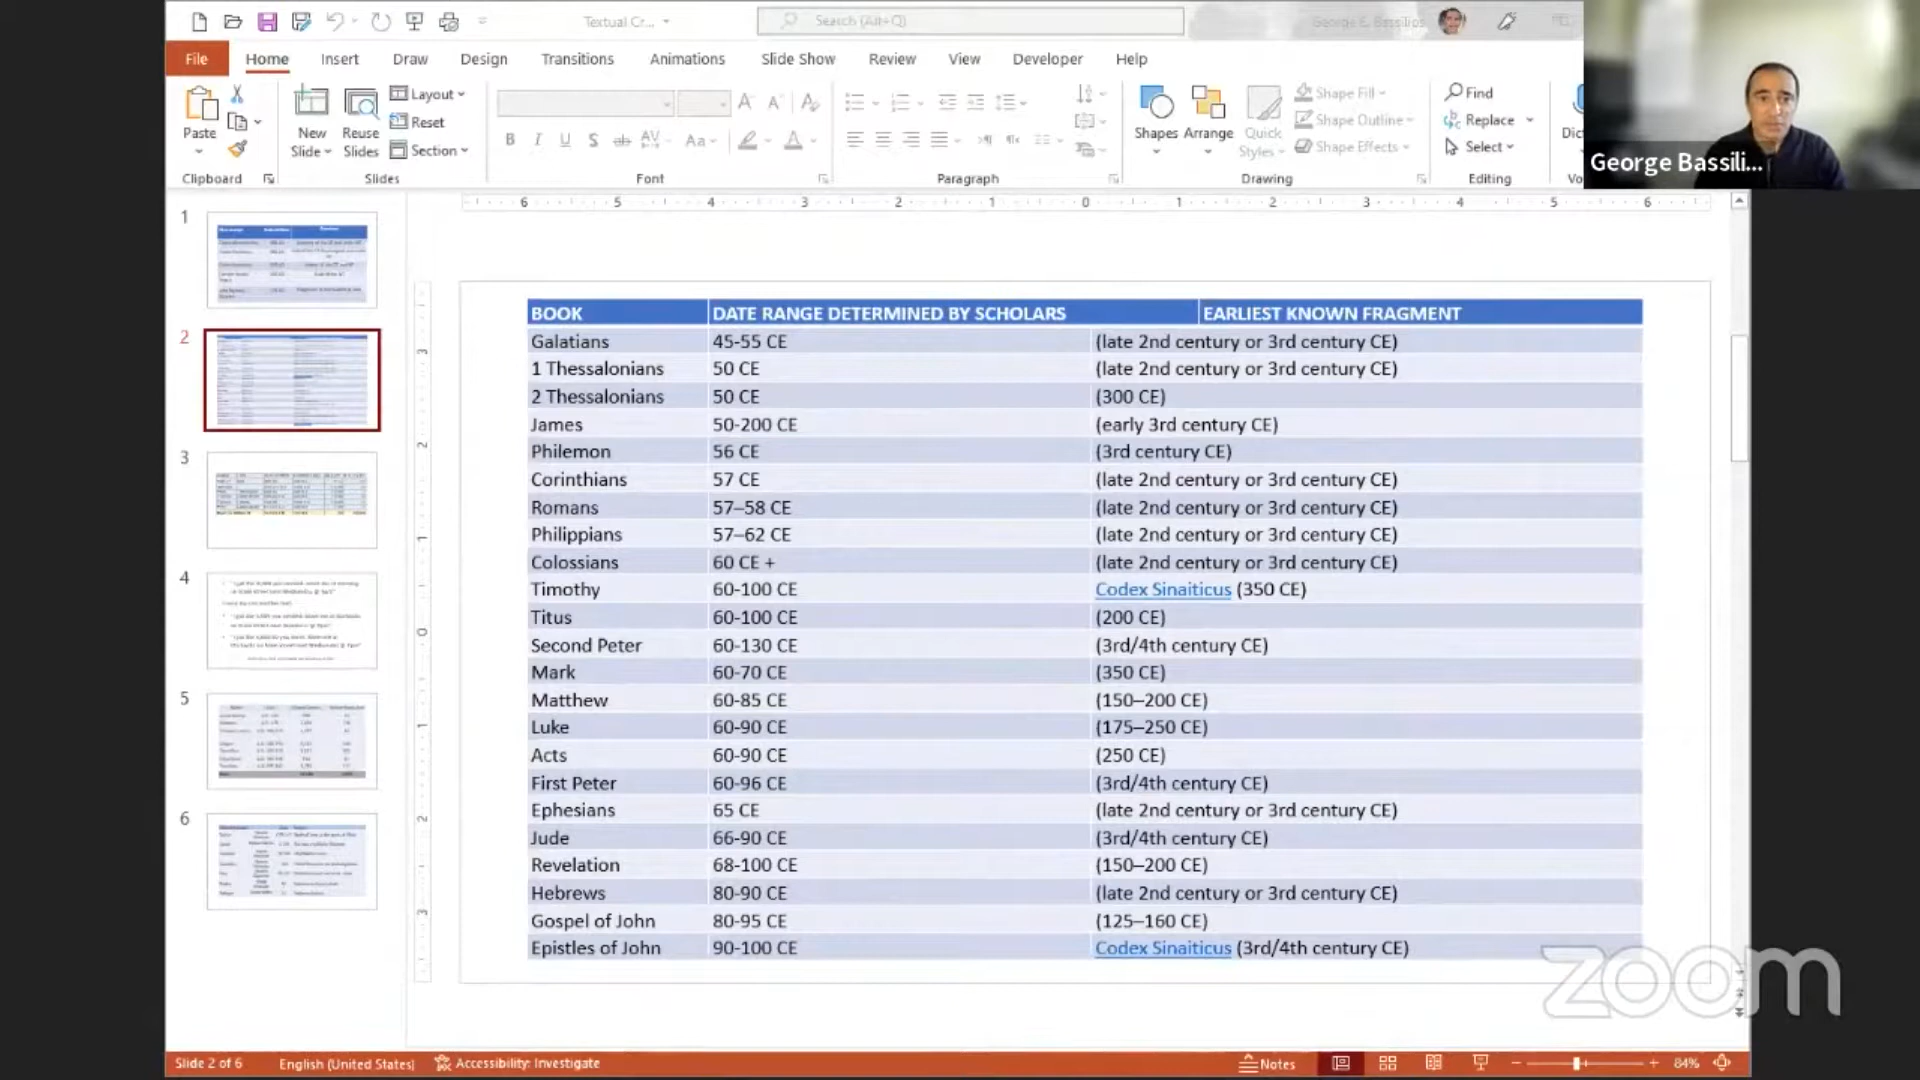 Textual Cr...
Search (Alt+Q)
George E. Bassilios
File Home Insert Draw Design Transitions Animations Slide Show Review View Developer Help
Paste
New Slide
Reuse Slides
Layout
Reset
Section
Shapes
Arrange
Quick Styles
Shape Fill
Shape Outline
Shape Effects
Find
Replace
Select
Clipboard Slides Font Paragraph Drawing Editing
George Bassili...
1
2
3
4
5
6
BOOK DATE RANGE DETERMINED BY SCHOLARS EARLIEST KNOWN FRAGMENT
Galatians 45-55 CE (late 2nd century or 3rd century CE)
1 Thessalonians 50 CE (late 2nd century or 3rd century CE)
2 Thessalonians 50 CE (300 CE)
James 50-200 CE (early 3rd century CE)
Philemon 56 CE (3rd century CE)
Corinthians 57 CE (late 2nd century or 3rd century CE)
Romans 57–58 CE (late 2nd century or 3rd century CE)
Philippians 57–62 CE (late 2nd century or 3rd century CE)
Colossians 60 CE + (late 2nd century or 3rd century CE)
Timothy 60-100 CE Codex Sinaiticus (350 CE)
Titus 60-100 CE (200 CE)
Second Peter 60-130 CE (3rd/4th century CE)
Mark 60-70 CE (350 CE)
Matthew 60-85 CE (150–200 CE)
Luke 60-90 CE (175–250 CE)
Acts 60-90 CE (250 CE)
First Peter 60-96 CE (3rd/4th century CE)
Ephesians 65 CE (late 2nd century or 3rd century CE)
Jude 66-90 CE (3rd/4th century CE)
Revelation 68-100 CE (150–200 CE)
Hebrews 80-90 CE (late 2nd century or 3rd century CE)
Gospel of John 80-95 CE (125–160 CE)
Epistles of John 90-100 CE Codex Sinaiticus (3rd/4th century CE)
zoom
Slide 2 of 6 English (United States) Accessibility: Investigate Notes 84%